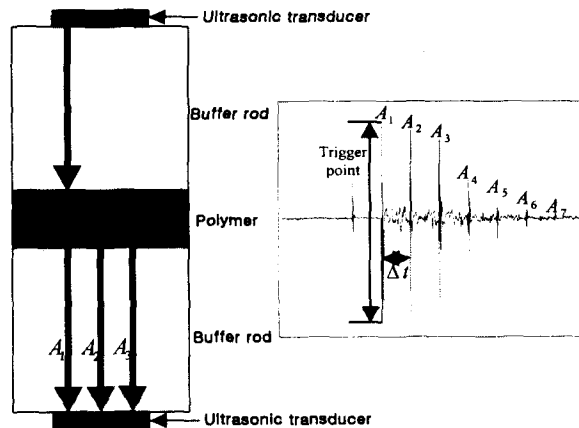 Ultrasonic transducer
Buffer rod
Polymer
Buffer rod
A1 A2 A3
Ultrasonic transducer
A1 A2 A3
Trigger
point
A4 A5 A6 A7
Δt